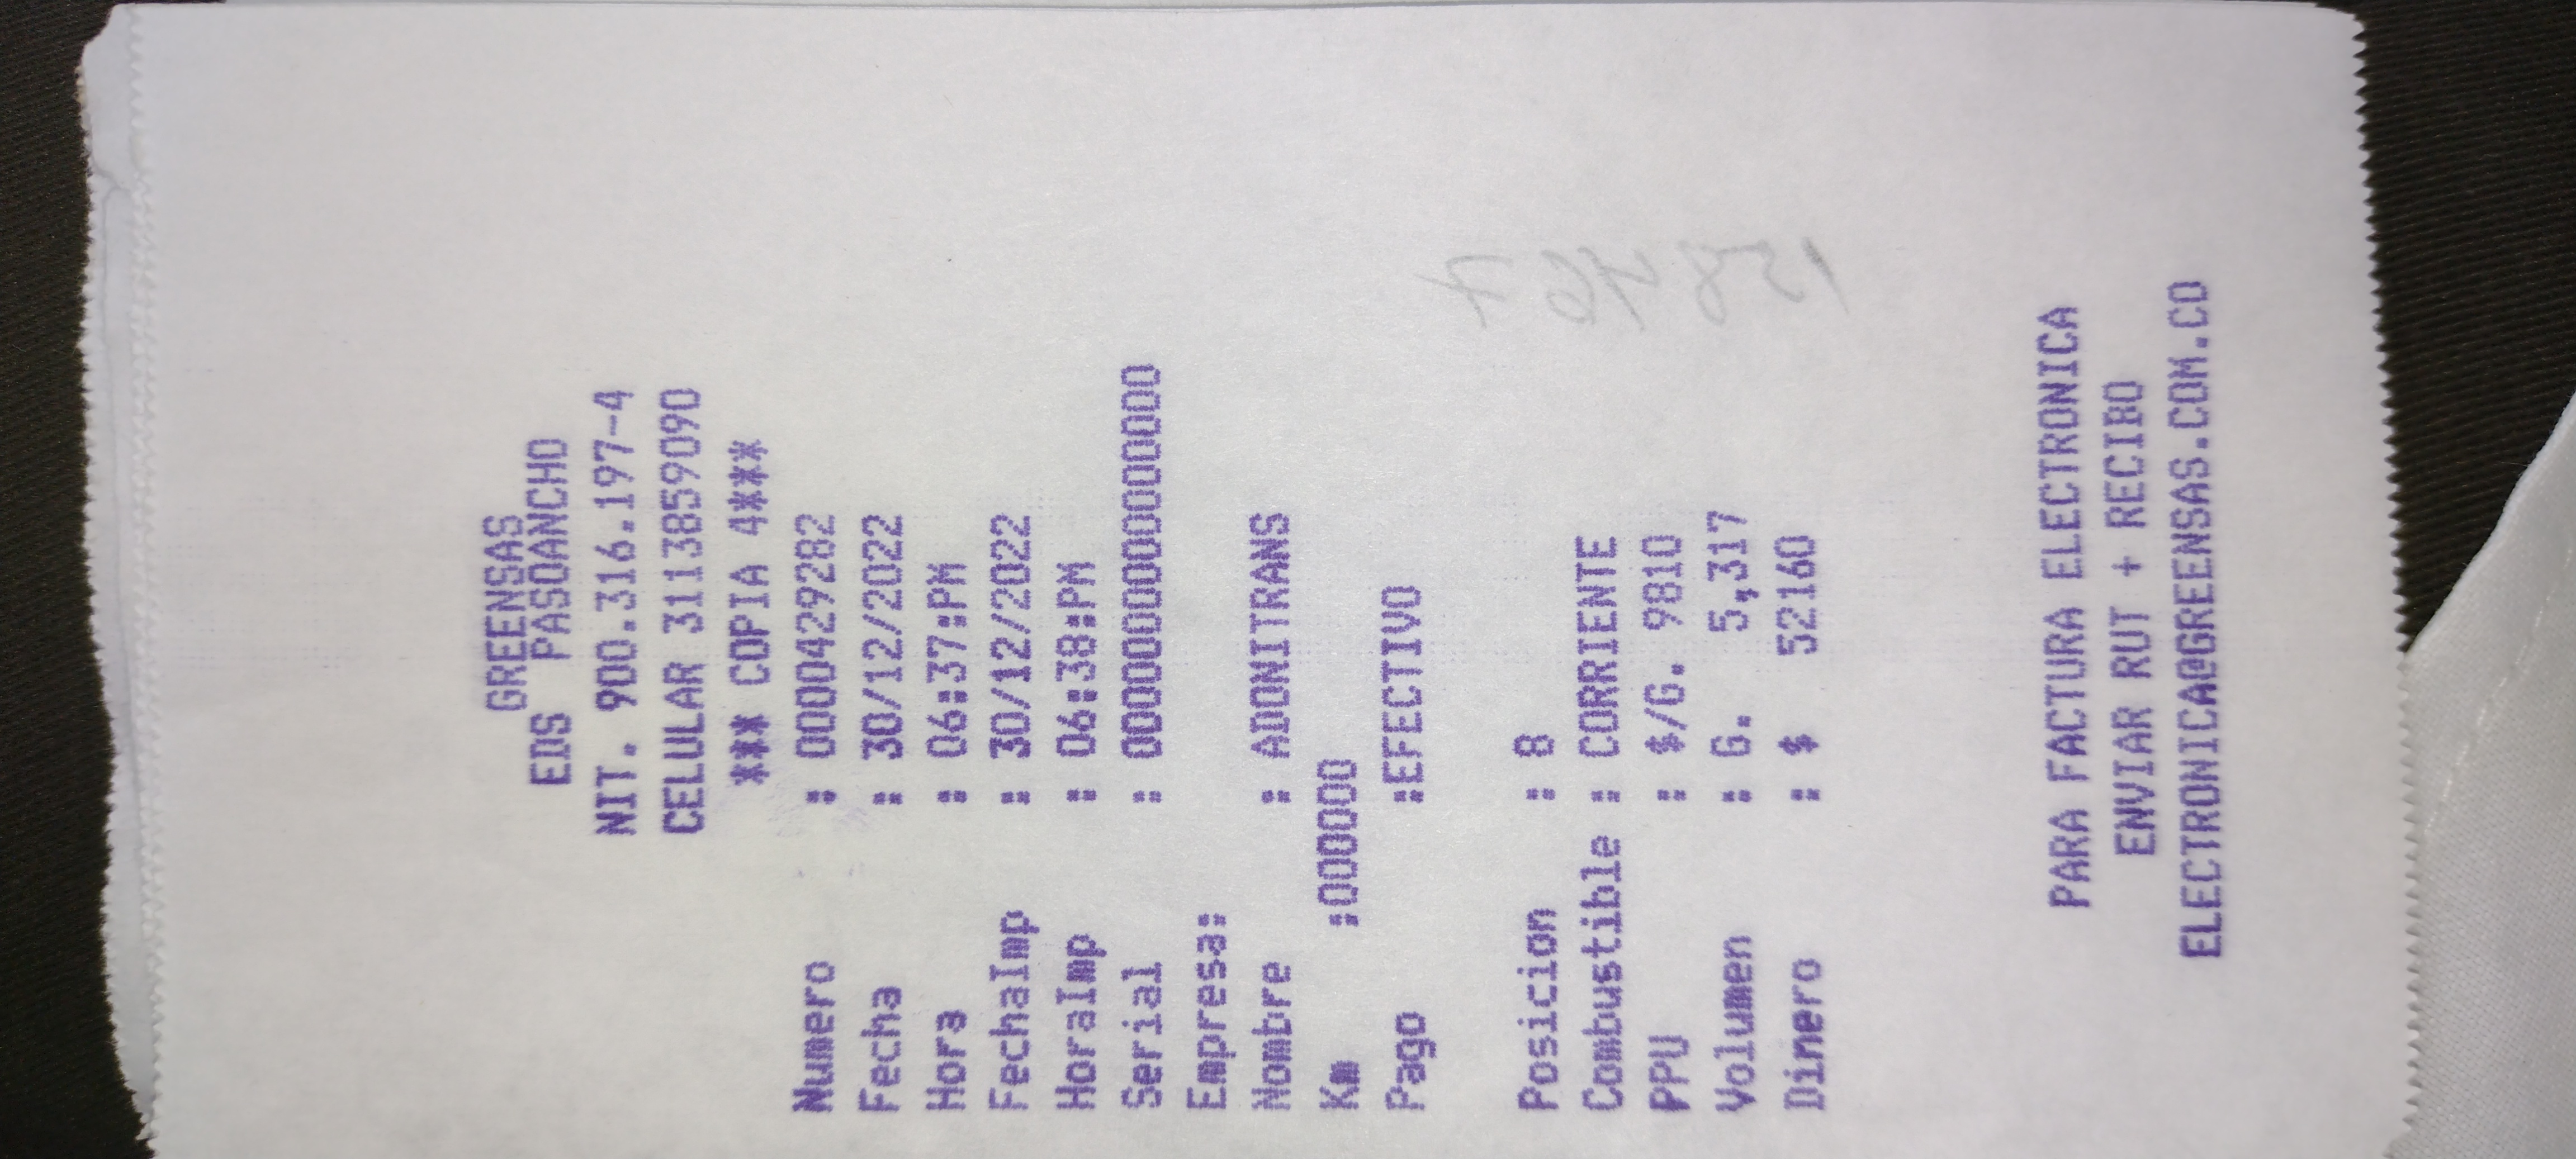 GREENSAS
EDS PASOANCHO
NIT. 900.316.197-4
CELULAR 3113859090
*** COPIA 4***
Numero : 0000429282
Fecha : 30/12/2022
Hora : 06:37:PM
FechaImp : 30/12/2022
HoraImp : 06:38:PM
Serial : 0000000000000000
Empresa:
Nombre : ADONITRANS
Km :000000
Pago :EFECTIVO
Posicion : 8
Combustible : CORRIENTE
PPU : $/G. 9810
Volumen : G. 5,317
Dinero : $ 52160
158467
PARA FACTURA ELECTRONICA
ENVIAR RUT + RECIBO
ELECTRONICA@GREENSAS.COM.CO